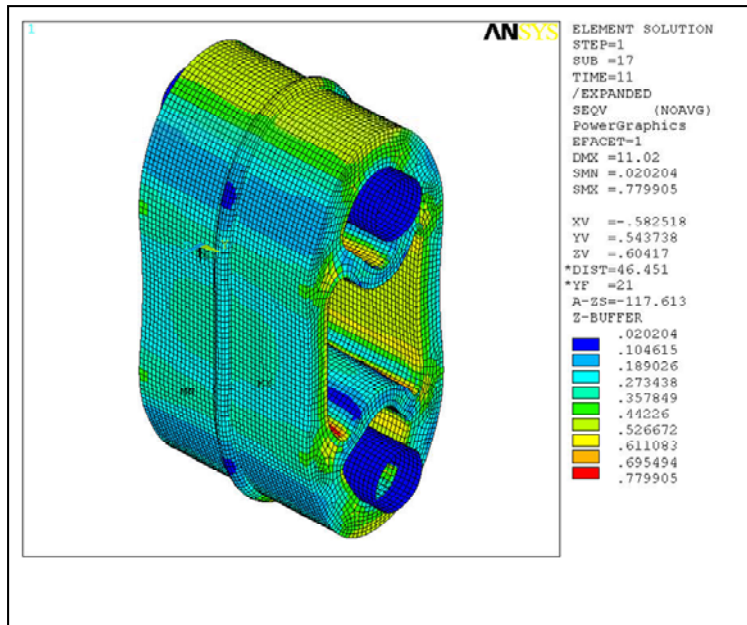 1
ANSYS
ELEMENT SOLUTION
STEP=1
SUB =17
TIME=11
/EXPANDED
SEQV (NOAVG)
PowerGraphics
EFACET=1
DMX =11.02
SMN =.020204
SMX =.779905
XV =-.582518
YV =.543738
ZV =.60417
*DIST=46.451
*YF =21
A-ZS=-117.613
Z-BUFFER
.020204
.104615
.189026
.273438
.357849
.44226
.526672
.611083
.695494
.779905